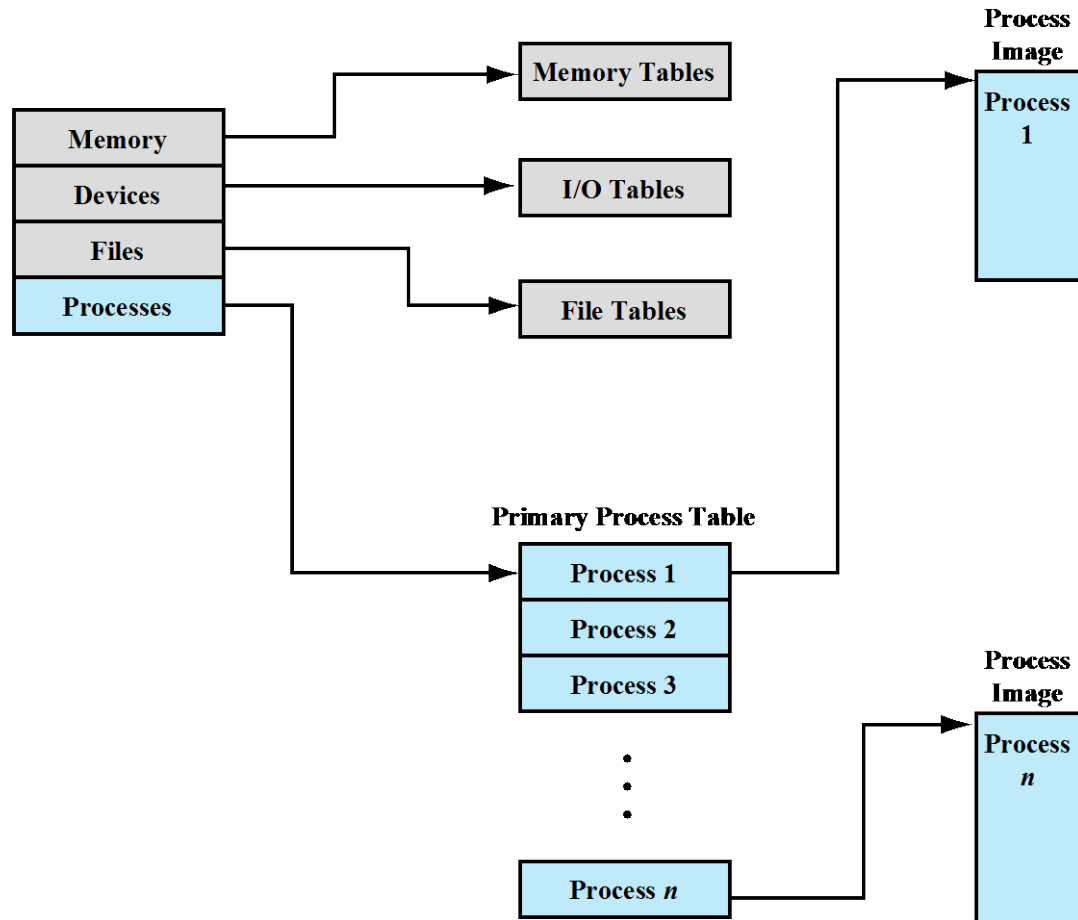 Memory
Devices
Files
Processes
Memory Tables
I/O Tables
File Tables
Primary Process Table
Process 1
Process 2
Process 3
Process n
Process
Image
Process
1
Process
Image
Process
n